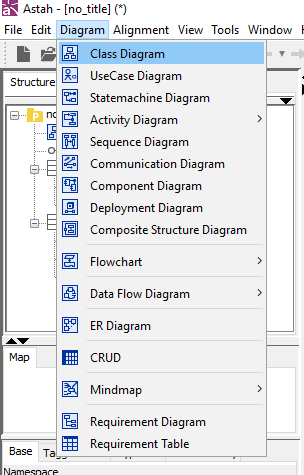 Astah - [no_title] (*)
File Edit Diagram Alignment View Tools Window
Structure
Class Diagram
no
UseCase Diagram
Statemachine Diagram
Activity Diagram
Sequence Diagram
Communication Diagram
Component Diagram
Deployment Diagram
Composite Structure Diagram
Flowchart
Data Flow Diagram
ER Diagram
Map
CRUD
Mindmap
Requirement Diagram
Requirement Table
Base
Namespace